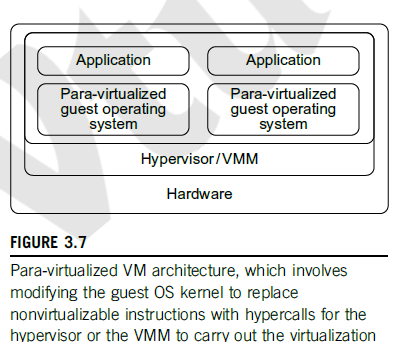 Application Application
Para-virtualized Para-virtualized
guest operating guest operating
system system
Hypervisor/VMM
Hardware
FIGURE 3.7
Para-virtualized VM architecture, which involves
modifying the guest OS kernel to replace
nonvirtualizable instructions with hypercalls for the
hypervisor or the VMM to carry out the virtualization